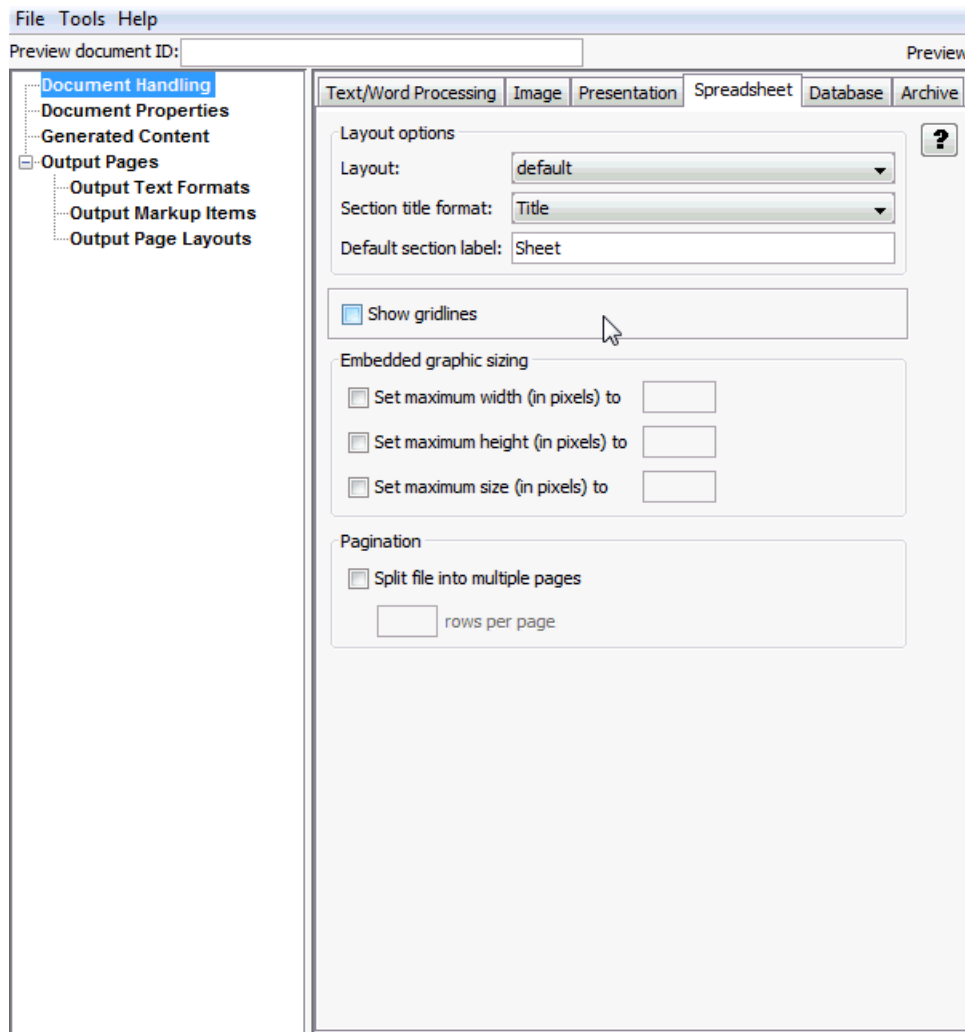 File Tools Help
Preview document ID:
Preview
Document Handling
Document Properties
Generated Content
Output Pages
Output Text Formats
Output Markup Items
Output Page Layouts
Text/Word Processing Image Presentation Spreadsheet Database Archive
Layout options
?
Layout: default
Section title format: Title
Default section label: Sheet
Show gridlines
Embedded graphic sizing
Set maximum width (in pixels) to
Set maximum height (in pixels) to
Set maximum size (in pixels) to
Pagination
Split file into multiple pages
rows per page